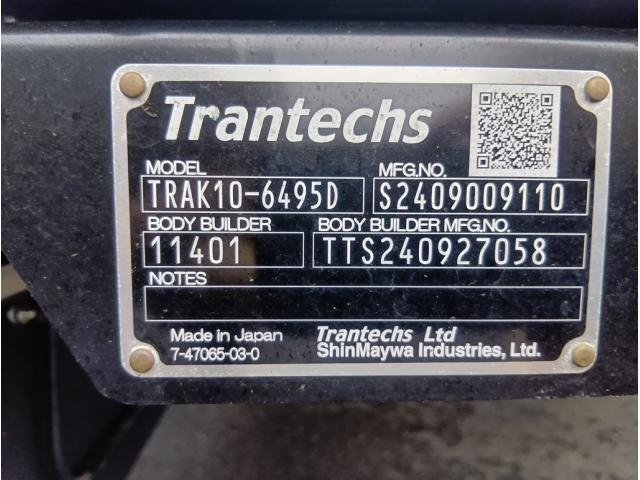 Trantechs
MODEL MFG.NO.
TRAK10-6495D S2409009110
BODY BUILDER BODY BUILDER MFG.NO.
11401 TTS240927058
NOTES
Made in Japan Trantechs Ltd
7-47065-03-0 ShinMaywa Industries, Ltd.